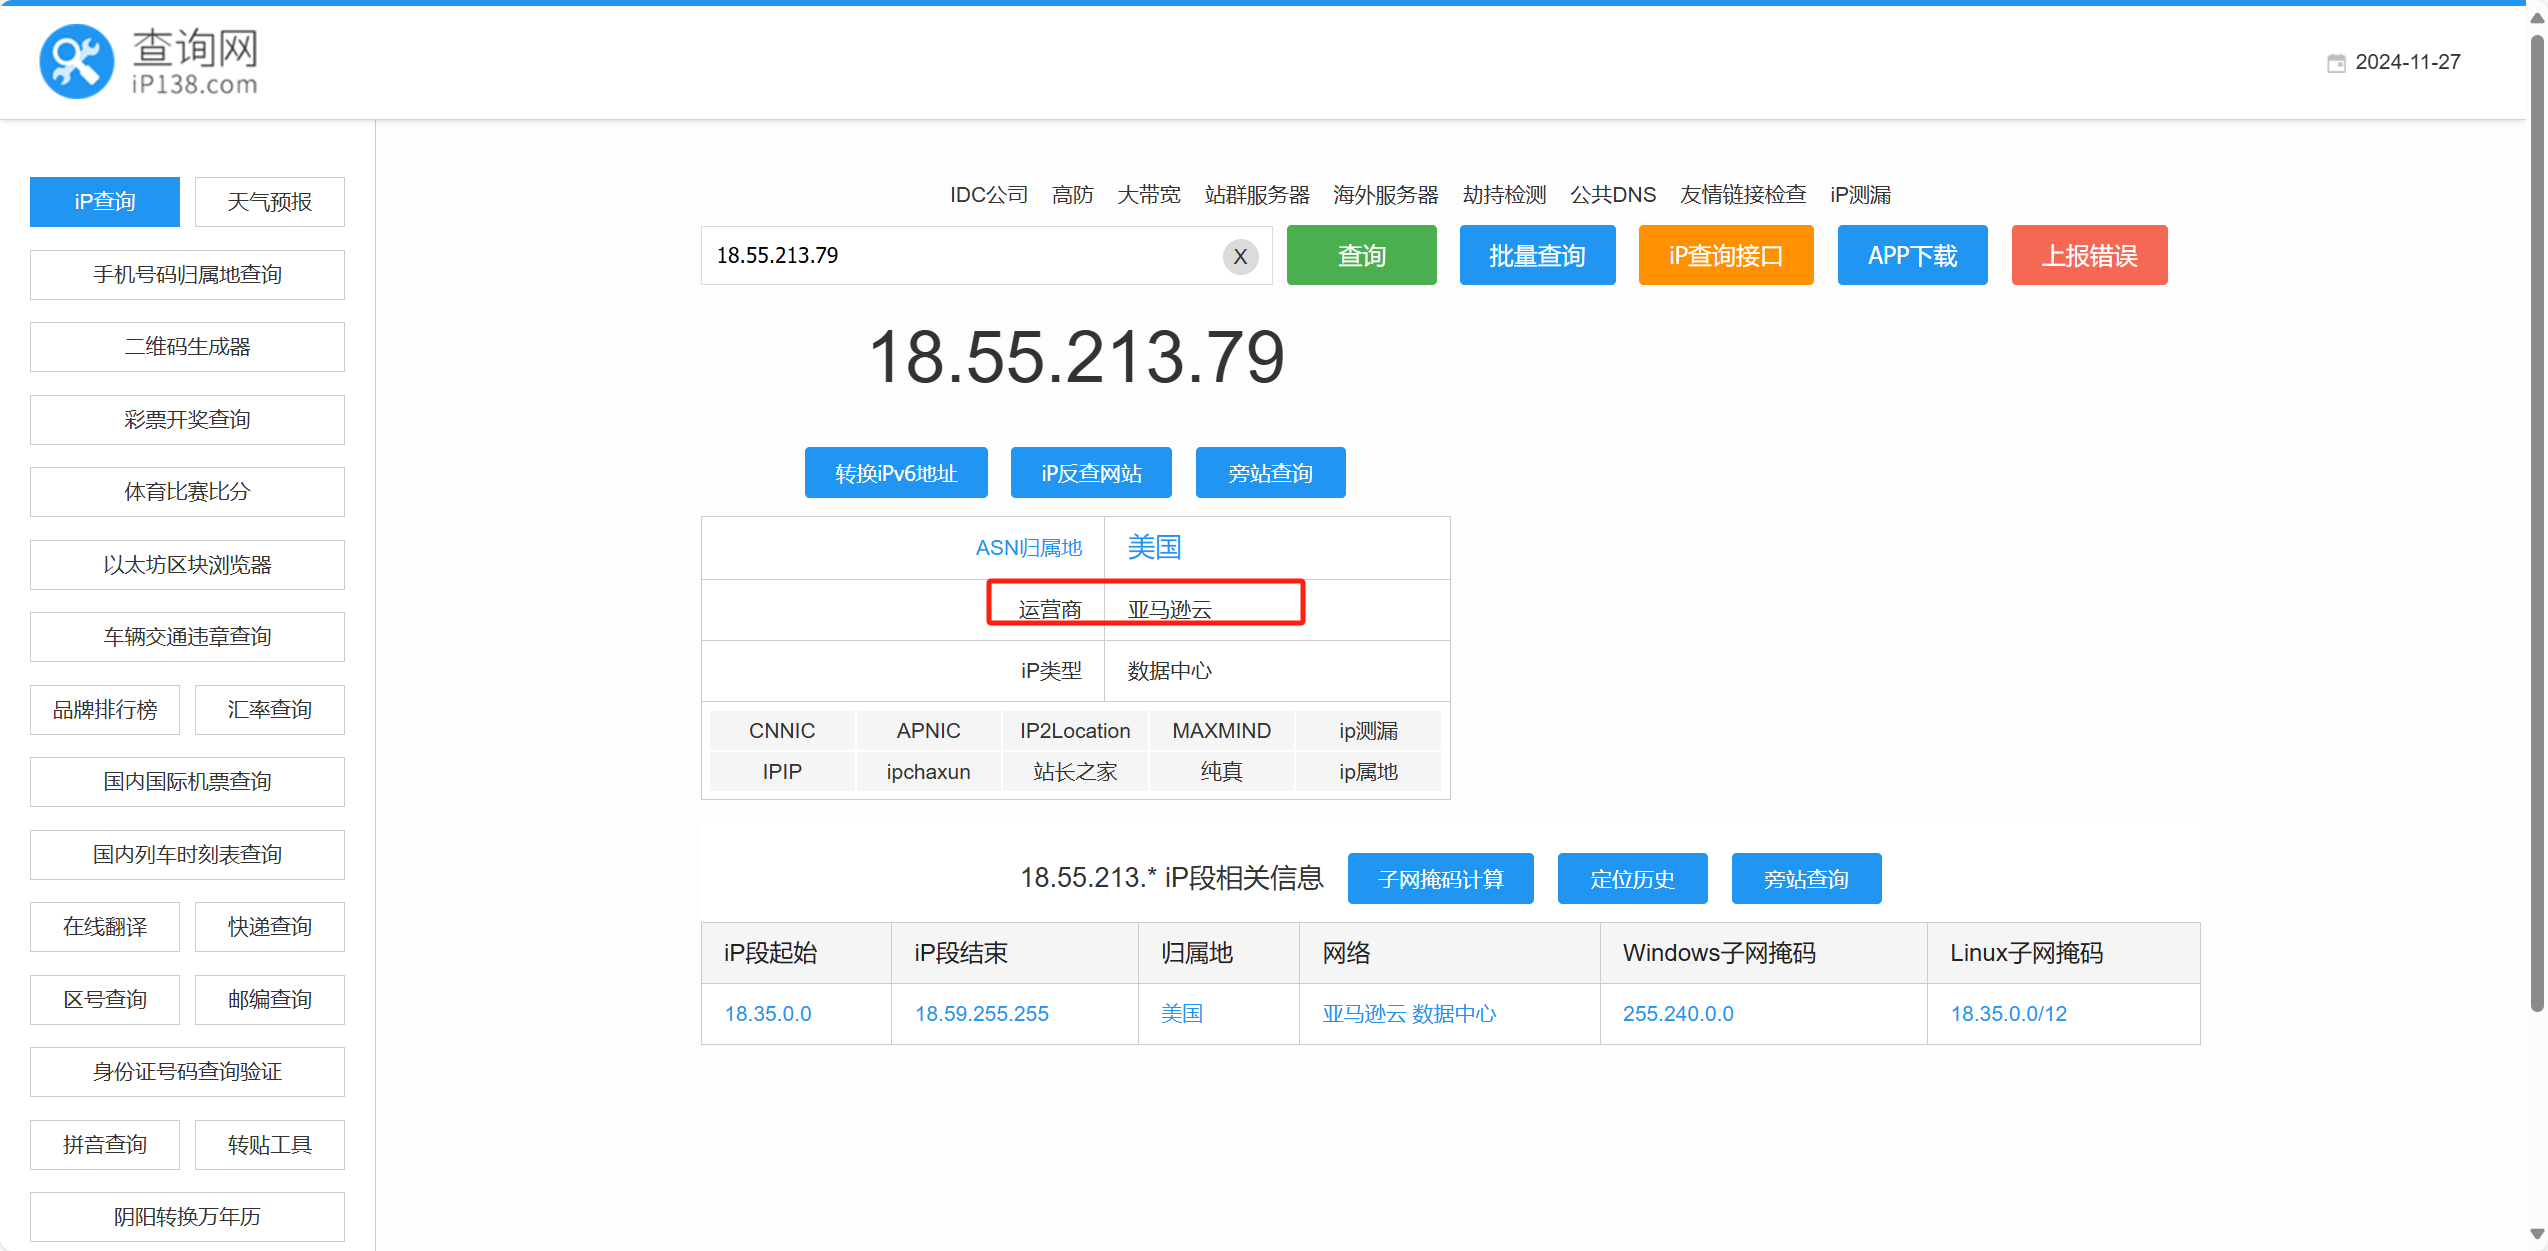 查询网
iP138.com
2024-11-27
iP查询 天气预报
手机号码归属地查询
二维码生成器
彩票开奖查询
体育比赛比分
以太坊区块浏览器
车辆交通违章查询
品牌排行榜 汇率查询
国内国际机票查询
国内列车时刻表查询
在线翻译 快递查询
区号查询 邮编查询
身份证号码查询验证
拼音查询 转贴工具
阴阳转换万年历
IDC公司 高防 大带宽 站群服务器 海外服务器 劫持检测 公共DNS 友情链接检查 iP测漏
18.55.213.79 X 查询 批量查询 iP查询接口 APP下载 上报错误
18.55.213.79
转换iPv6地址 iP反查网站 旁站查询
ASN归属地 美国
运营商 亚马逊云
iP类型 数据中心
CNNIC APNIC IP2Location MAXMIND ip测漏
IPIP ipchaxun 站长之家 纯真 ip属地
18.55.213.* iP段相关信息 子网掩码计算 定位历史 旁站查询
iP段起始 iP段结束 归属地 网络 Windows子网掩码 Linux子网掩码
18.35.0.0 18.59.255.255 美国 亚马逊云 数据中心 255.240.0.0 18.35.0.0/12